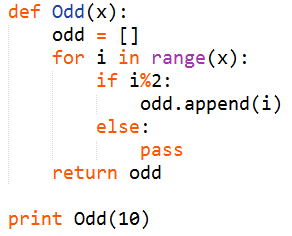 def Odd(x):
    odd = []
    for i in range(x):
        if i%2:
            odd.append(i)
        else:
            pass
    return odd

print Odd(10)